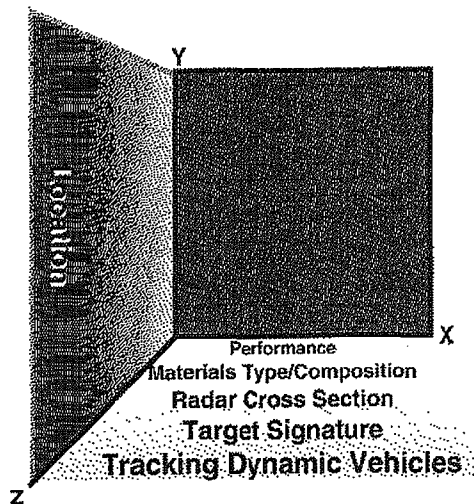 Y
Location
X
Performance
Materials Type/Composition
Radar Cross Section
Target Signature
Tracking Dynamic Vehicles
Z